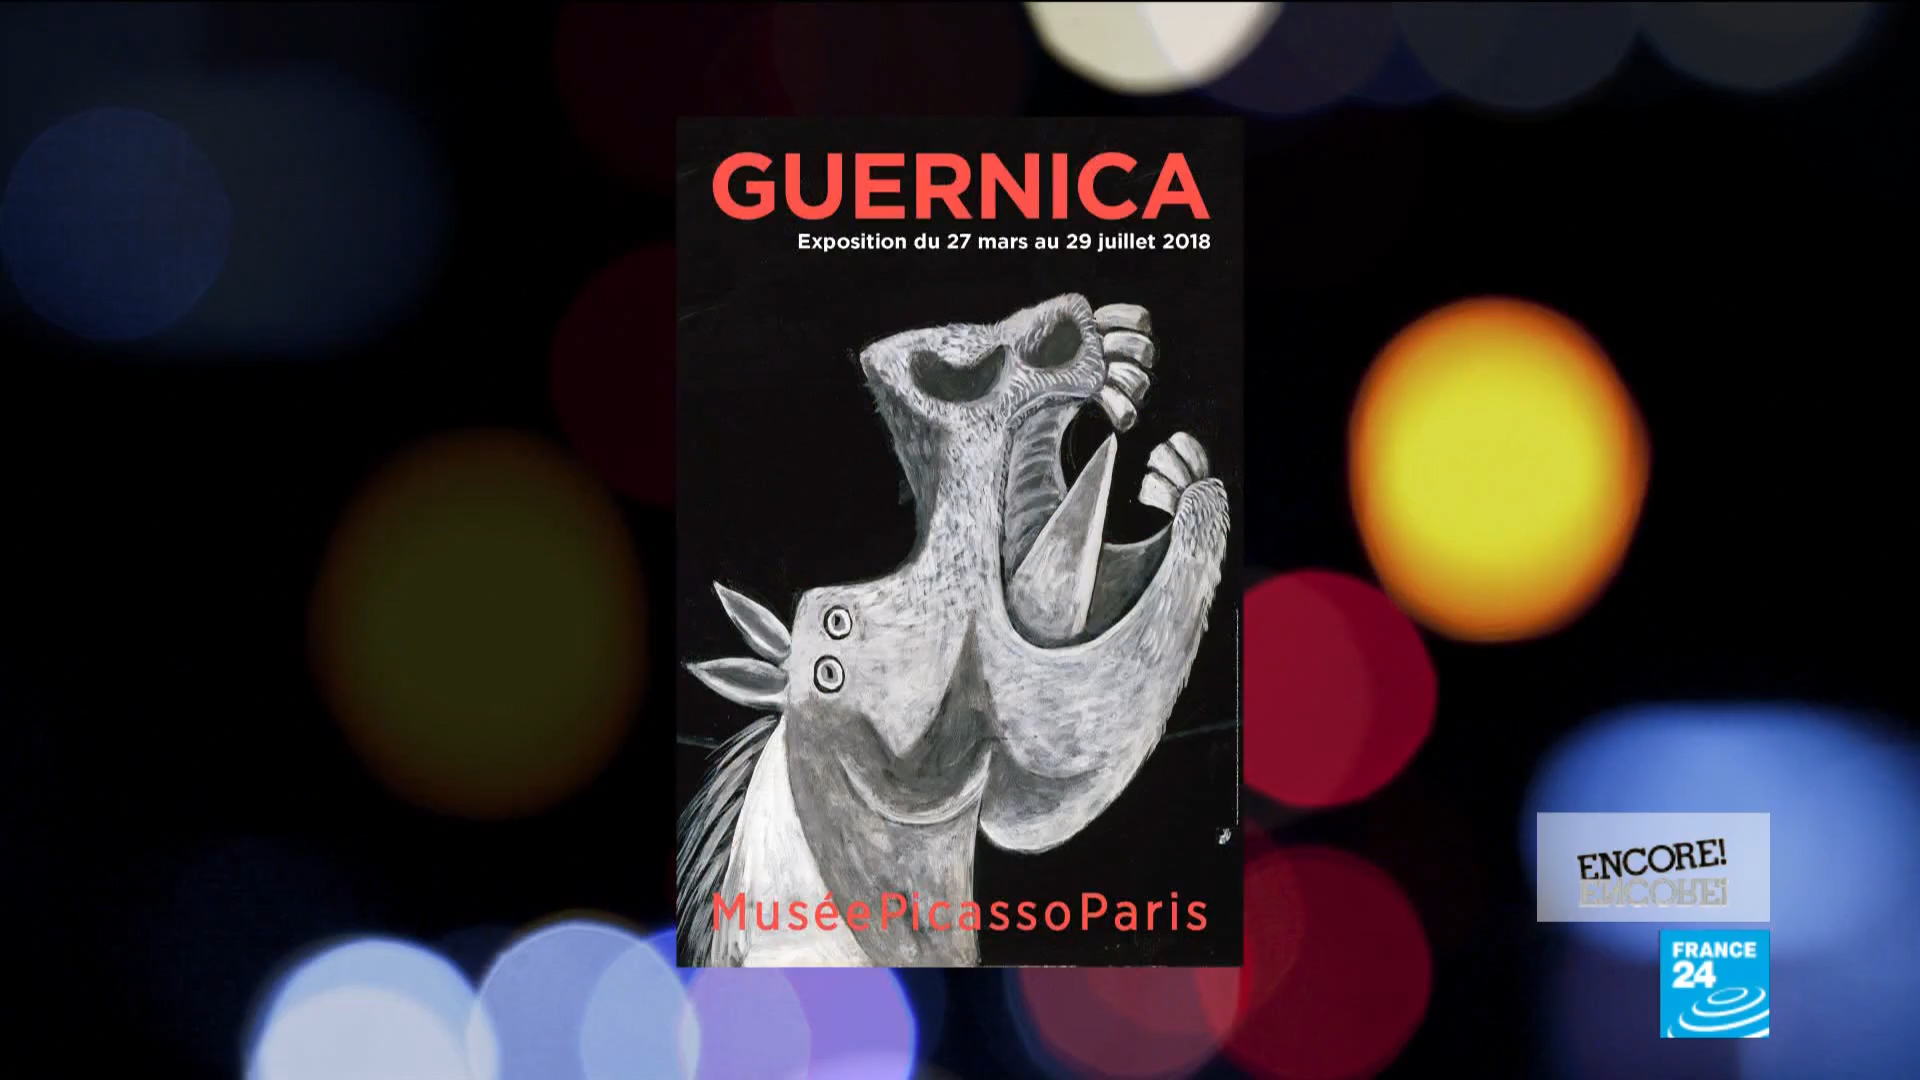 GUERNICA
Exposition du 27 mars au 29 juillet 2018
MuséePicassoParis
ENCORE!
FRANCE
24